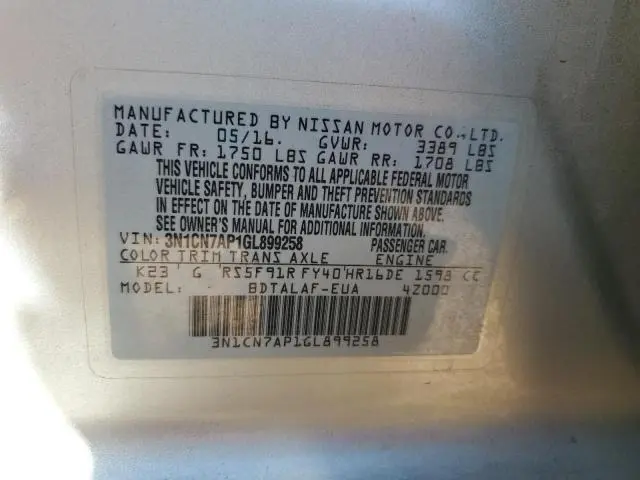 MANUFACTURED BY NISSAN MOTOR CO.,LTD.
DATE: 05/16. GVWR: 3389 LBS
GAWR FR: 1750 LBS GAWR RR: 1708 LBS
THIS VEHICLE CONFORMS TO ALL APPLICABLE FEDERAL MOTOR
VEHICLE SAFETY, BUMPER AND THEFT PREVENTION STANDARDS
IN EFFECT ON THE DATE OF MANUFACTURE SHOWN ABOVE.
SEE OWNER'S MANUAL FOR ADDITIONAL INFORMATION.
VIN: 3N1CN7AP1GL899258 PASSENGER CAR.
COLOR TRIM TRANS AXLE ENGINE
K23 G RS5F91R FY40 HR16DE 1598 CC
MODEL: BDTALAF-EUA 4Z000
3N1CN7AP1GL899258